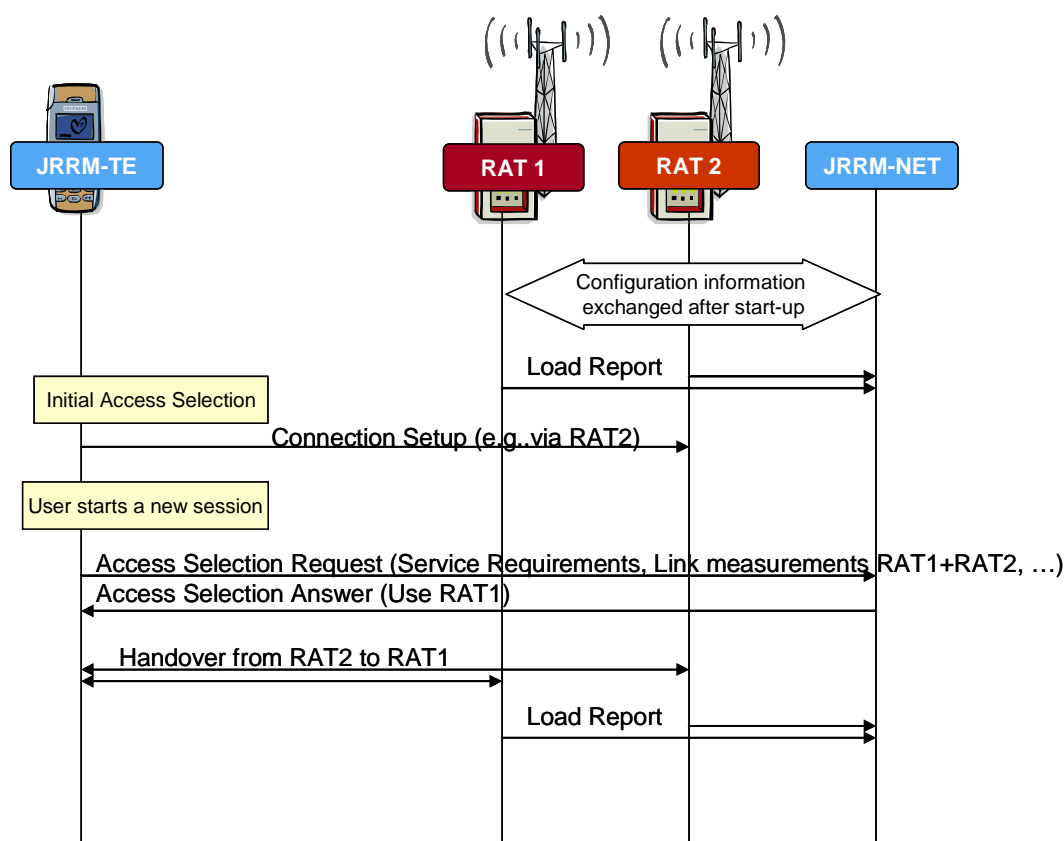 JRRM-TE
RAT 1
RAT 2
JRRM-NET
Configuration information
exchanged after start-up
Load Report
Initial Access Selection
Connection Setup (e.g..via RAT2)
User starts a new session
Access Selection Request (Service Requirements, Link measurements RAT1+RAT2, …)
Access Selection Answer (Use RAT1)
Handover from RAT2 to RAT1
Load Report